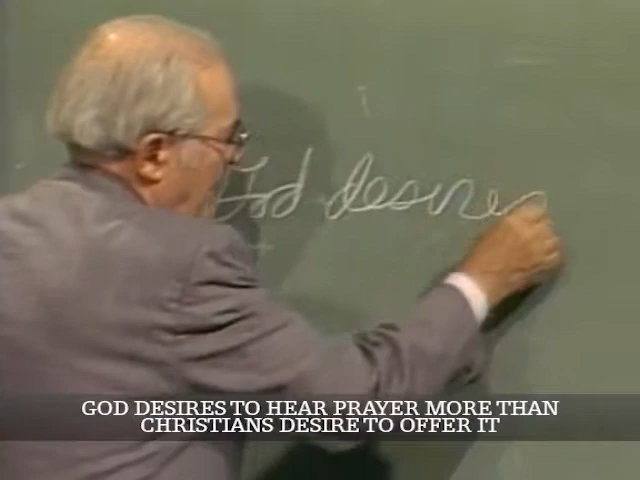 God desires
GOD DESIRES TO HEAR PRAYER MORE THAN
CHRISTIANS DESIRE TO OFFER IT